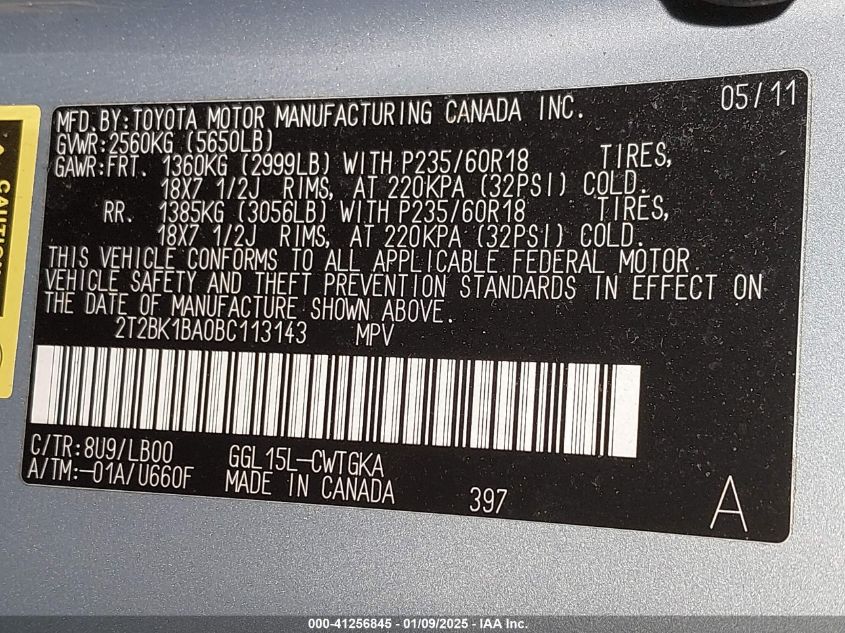 05/11
MFD.BY:TOYOTA MOTOR MANUFACTURING CANADA INC.
GVWR:2560KG (5650LB)
GAWR:FRT. 1360KG (2999LB) WITH P235/60R18 TIRES,
18X7 1/2J RIMS, AT 220KPA (32PSI) COLD.
RR. 1385KG (3056LB) WITH P235/60R18 TIRES,
18X7 1/2J RIMS, AT 220KPA (32PSI) COLD.
THIS VEHICLE CONFORMS TO ALL APPLICABLE FEDERAL MOTOR
VEHICLE SAFETY AND THEFT PREVENTION STANDARDS IN EFFECT ON
THE DATE OF MANUFACTURE SHOWN ABOVE.
2T2BK1BA0BC113143 MPV
C/TR:8U9/LB00 GGL15L-CWTGKA
A/TM:-01A/U660F MADE IN CANADA 397 A
CAUTION
000-41256845 - 01/09/2025 - IAA Inc.